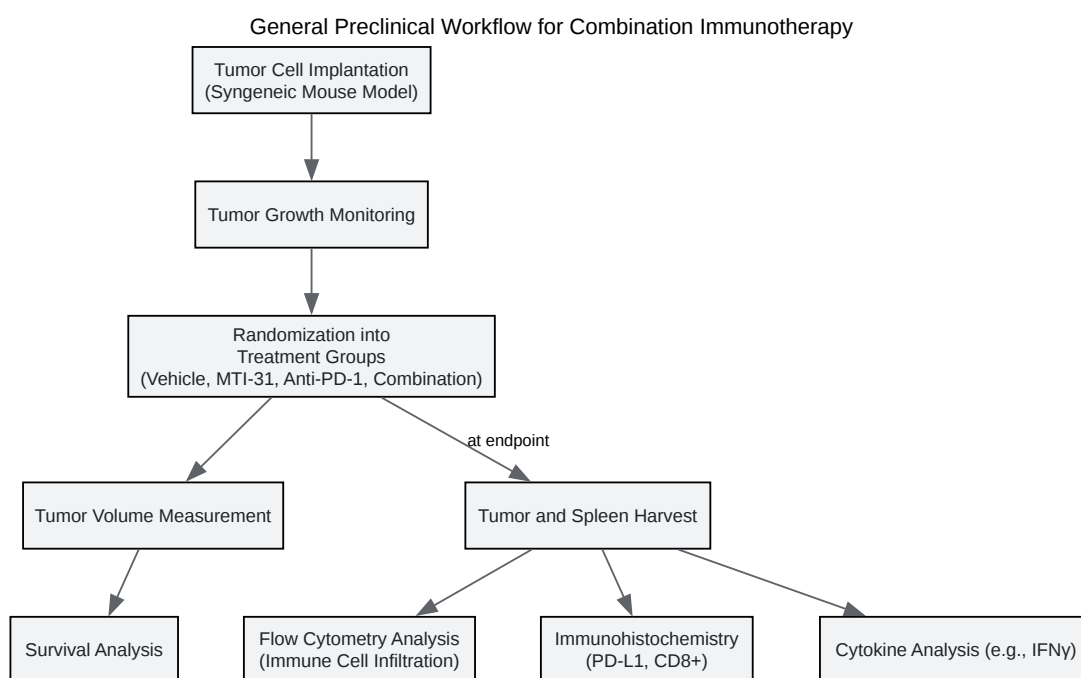 General Preclinical Workflow for Combination Immunotherapy
Tumor Cell Implantation
(Syngeneic Mouse Model)
Tumor Growth Monitoring
Randomization into
Treatment Groups
(Vehicle, MTI-31, Anti-PD-1, Combination)
at endpoint
Tumor Volume Measurement
Tumor and Spleen Harvest
Survival Analysis
Flow Cytometry Analysis
(Immune Cell Infiltration)
Immunohistochemistry
(PD-L1, CD8+)
Cytokine Analysis (e.g., IFNγ)